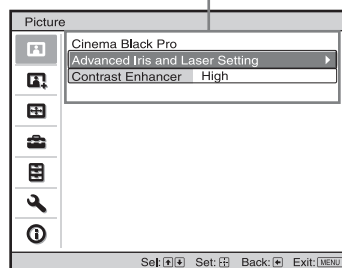 Picture
Cinema Black Pro
Advanced Iris and Laser Setting
Contrast Enhancer High
Sel: Set: Back: Exit: MENU